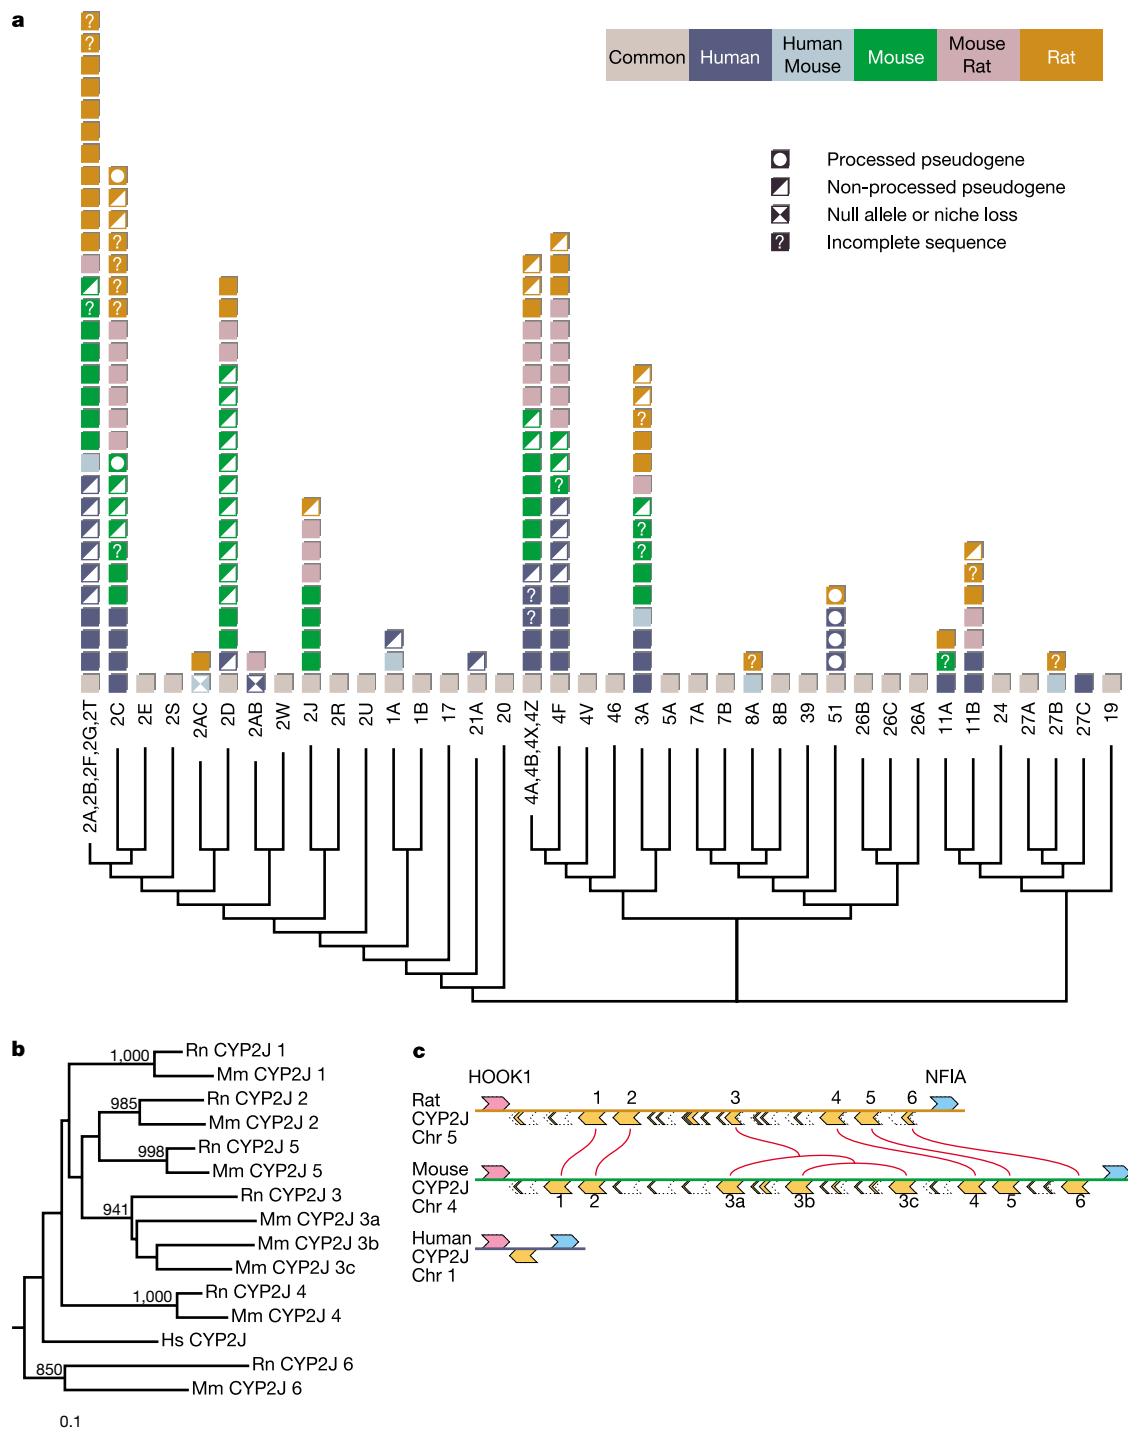 a
Common Human Human Mouse Mouse Mouse Rat Rat
Processed pseudogene
Non-processed pseudogene
Null allele or niche loss
? Incomplete sequence
? ? ? ? ? ? ? ? ? ? ? ? ? ? ? ? ? ? ?
2A,2B,2F,2G,2T 2C 2E 2S 2AC 2D 2AB 2W 2J 2R 2U 1A 1B 17 21A 20 4A,4B,4X,4Z 4F 4V 46 3A 5A 7A 7B 8A 8B 39 51 26B 26C 26A 11A 11B 24 27A 27B 27C 19
b
1,000 Rn CYP2J 1
Mm CYP2J 1
985 Rn CYP2J 2
Mm CYP2J 2
998 Rn CYP2J 5
Mm CYP2J 5
941 Rn CYP2J 3
Mm CYP2J 3a
Mm CYP2J 3b
Mm CYP2J 3c
1,000 Rn CYP2J 4
Mm CYP2J 4
Hs CYP2J
850 Rn CYP2J 6
Mm CYP2J 6
0.1
c
HOOK1 NFIA
Rat 1 2 3 4 5 6
CYP2J
Chr 5
Mouse
CYP2J
Chr 4 1 2 3a 3b 3c 4 5 6
Human
CYP2J
Chr 1